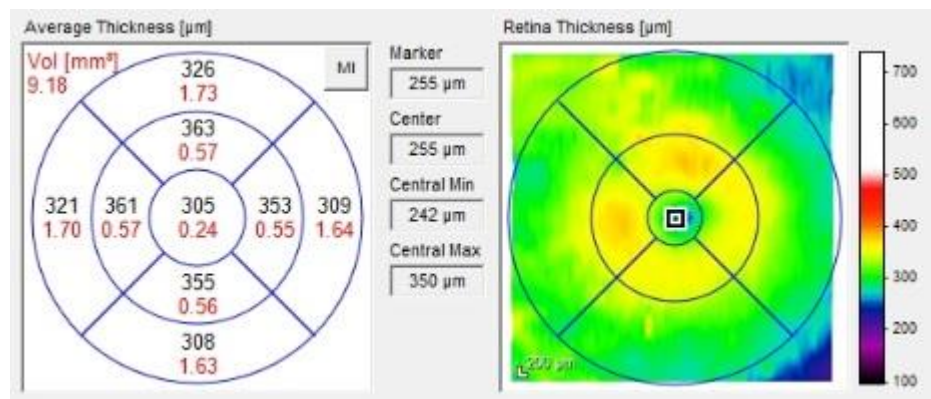 Average Thickness [µm]
Vol [mm³]
9.18
MI
326
1.73
363
0.57
321
1.70
361
0.57
305
0.24
353
0.55
309
1.64
355
0.56
308
1.63
Marker
255 µm
Center
255 µm
Central Min
242 µm
Central Max
350 µm
Retina Thickness [µm]
200 µm
700
600
500
400
300
200
100